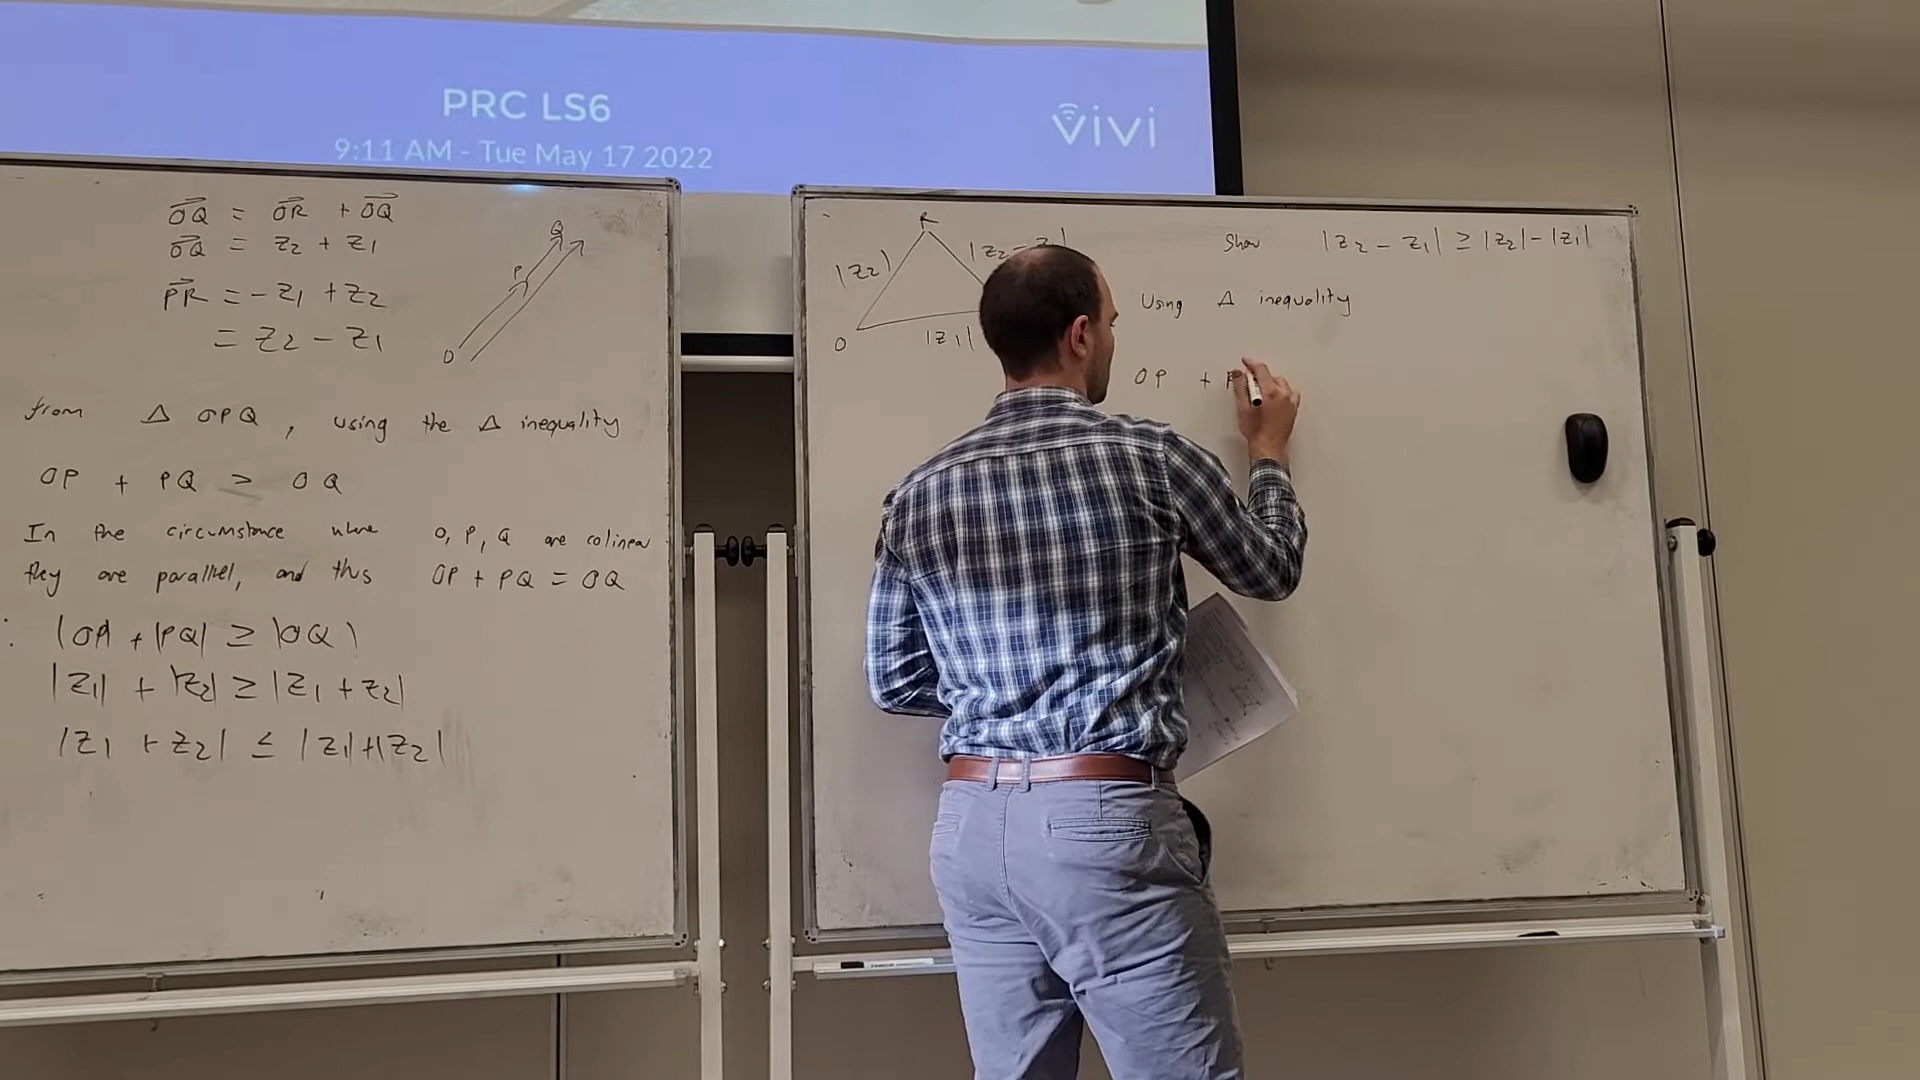 PRC LS6
9:11 AM - Tue May 17 2022
vivi
OQ = OR + OQ
OQ = z2 + z1
PR = -z1 + z2
= z2 - z1
Q
P
O
from Δ OPQ, using the Δ inequality
OP + PQ > OQ
In the circumstance where O, P, Q are colinear
they are parallel, and thus OP + PQ = OQ
|OP| + |PQ| ≥ |OQ|
|z1| + |z2| ≥ |z1 + z2|
|z1 + z2| ≤ |z1|+|z2|
R
|z2|
|z2 - z1|
O
|z1|
Show |z2 - z1| ≥ |z2| - |z1|
Using Δ inequality
OP +